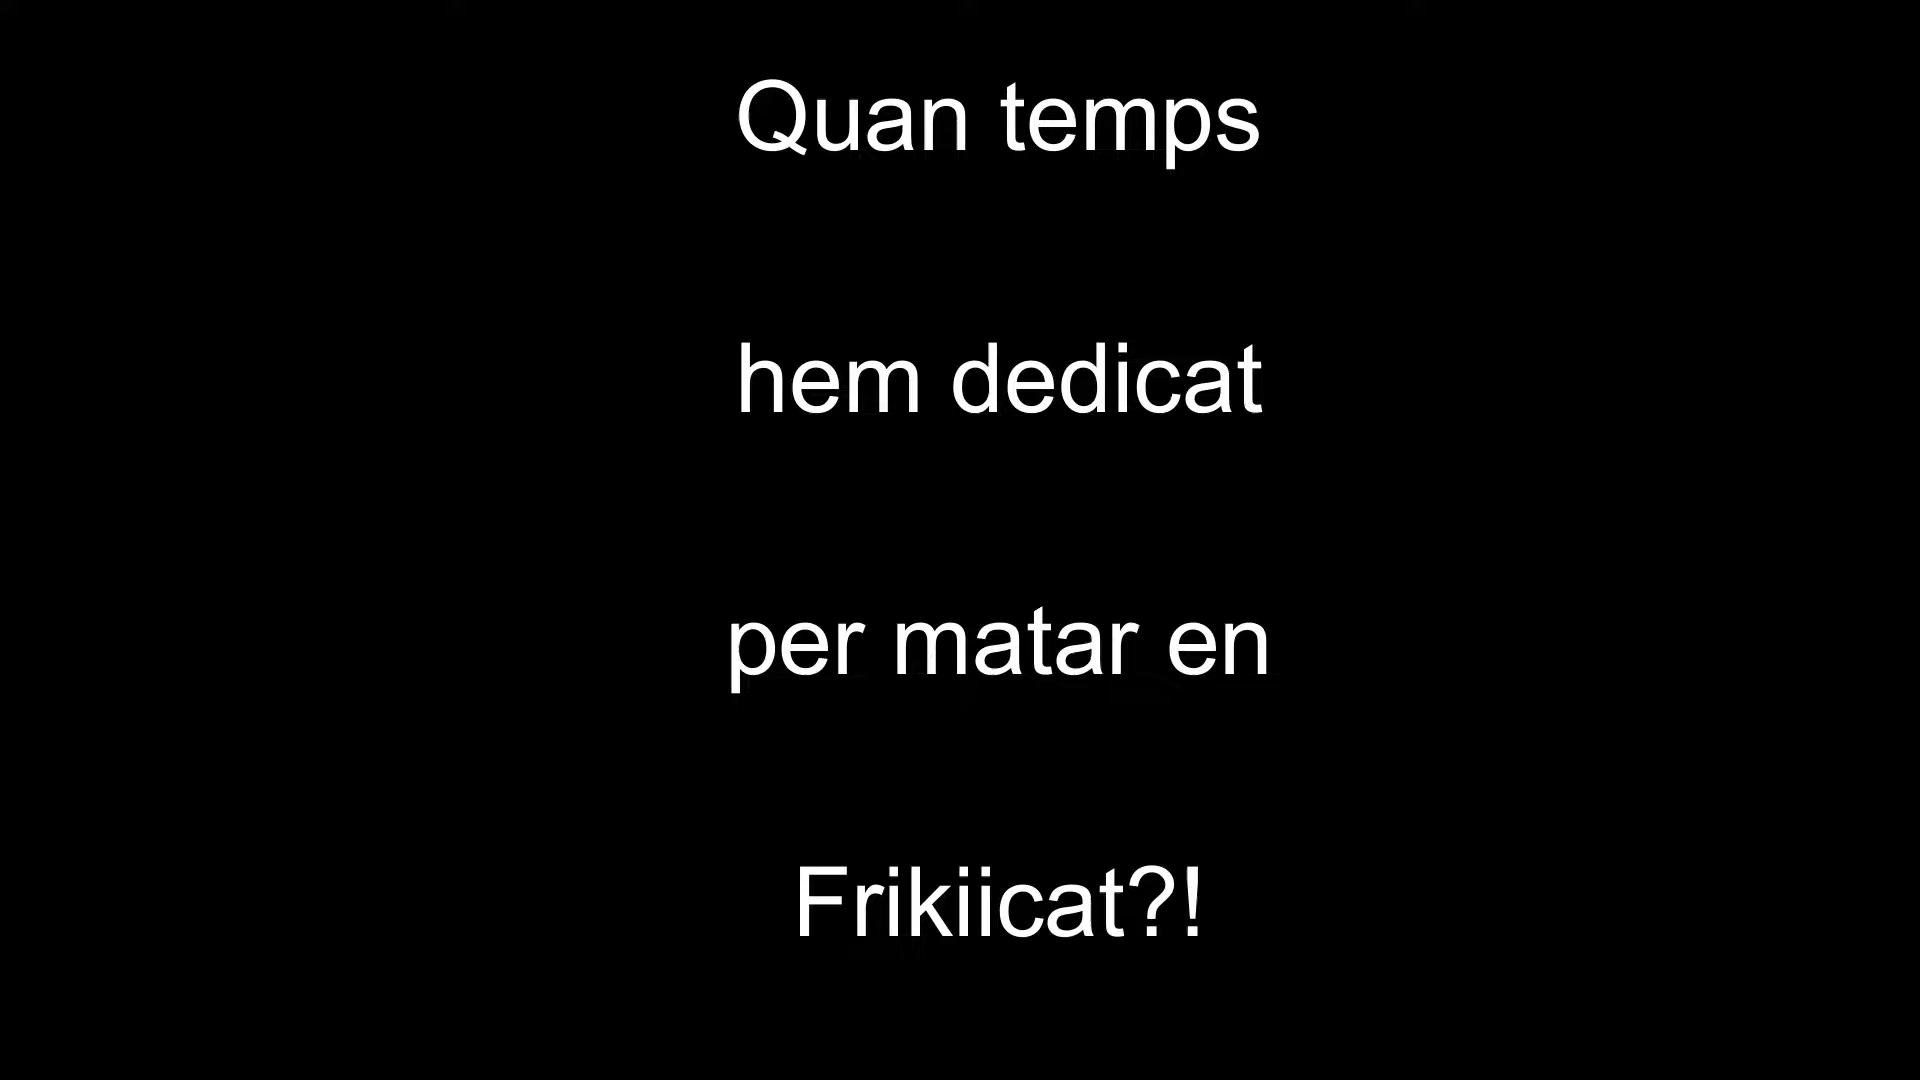 Quan temps
hem dedicat
per matar en
Frikiicat?!